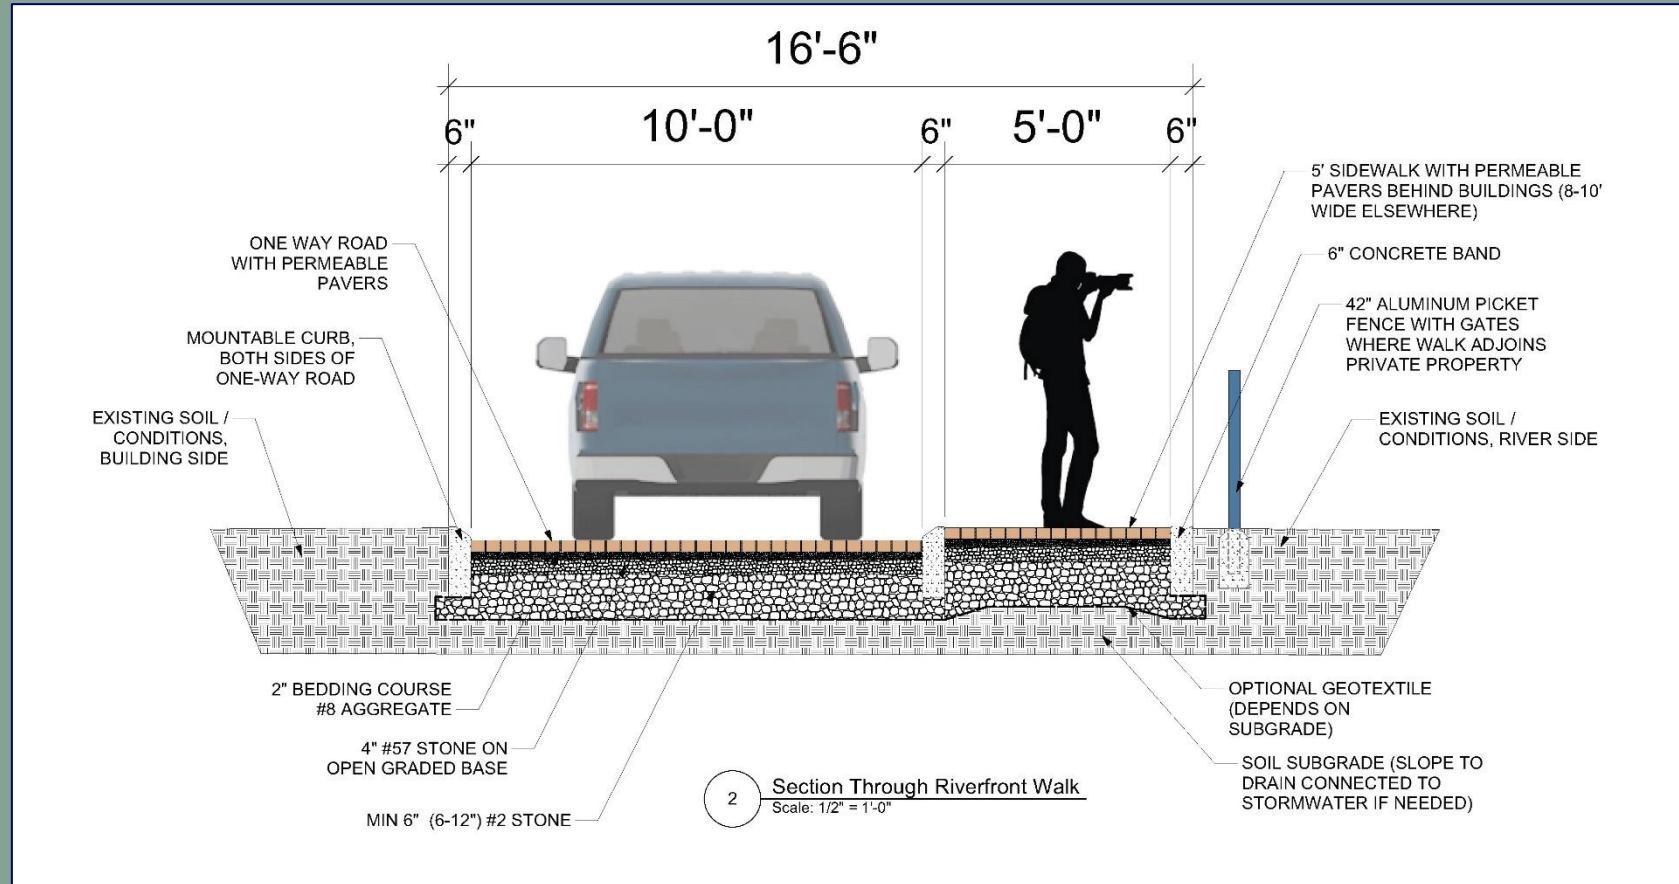 16'-6"
6"
10'-0"
6"
5'-0"
6"
ONE WAY ROAD
WITH PERMEABLE
PAVERS
MOUNTABLE CURB,
BOTH SIDES OF
ONE-WAY ROAD
EXISTING SOIL /
CONDITIONS,
BUILDING SIDE
5' SIDEWALK WITH PERMEABLE
PAVERS BEHIND BUILDINGS (8-10'
WIDE ELSEWHERE)
6" CONCRETE BAND
42" ALUMINUM PICKET
FENCE WITH GATES
WHERE WALK ADJOINS
PRIVATE PROPERTY
EXISTING SOIL /
CONDITIONS, RIVER SIDE
2" BEDDING COURSE
#8 AGGREGATE
4" #57 STONE ON
OPEN GRADED BASE
MIN 6" (6-12") #2 STONE
OPTIONAL GEOTEXTILE
(DEPENDS ON
SUBGRADE)
SOIL SUBGRADE (SLOPE TO
DRAIN CONNECTED TO
STORMWATER IF NEEDED)
2
Section Through Riverfront Walk
Scale: 1/2" = 1'-0"